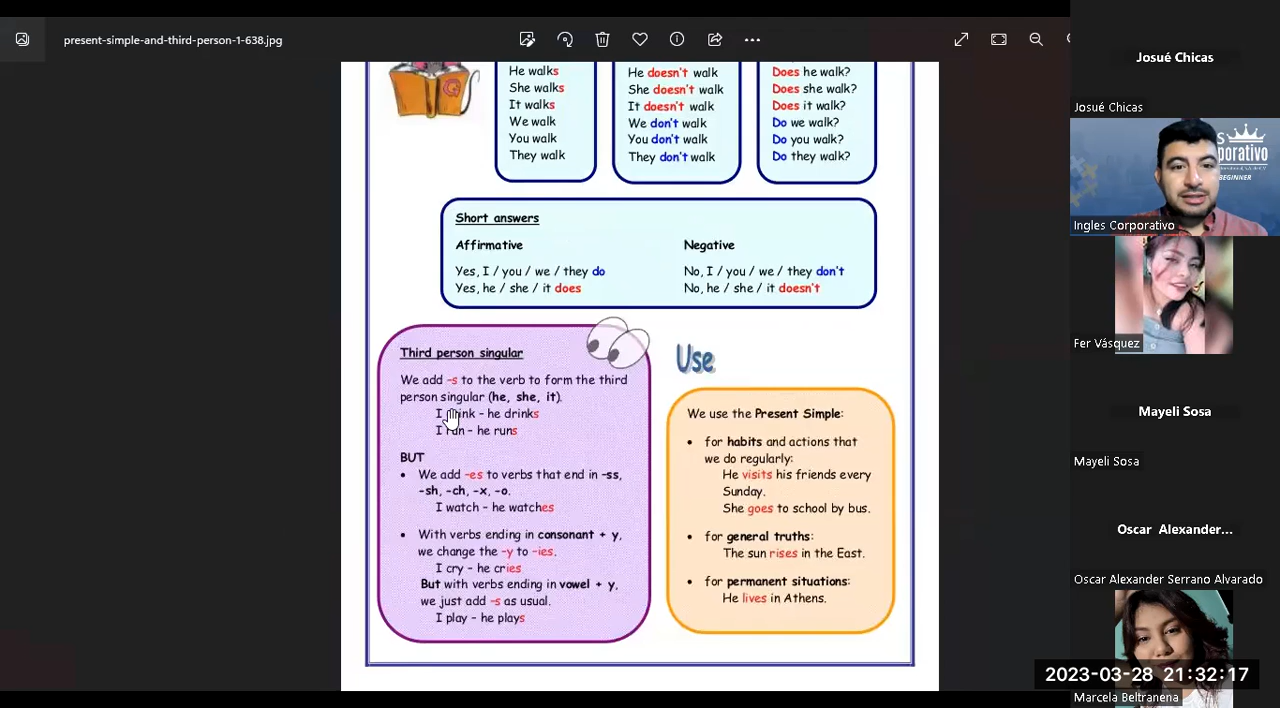 present-simple-and-third-person-1-638.jpg
He walks
She walks
It walks
We walk
You walk
They walk
He doesn't walk
She doesn't walk
It doesn't walk
We don't walk
You don't walk
They don't walk
Does he walk?
Does she walk?
Does it walk?
Do we walk?
Do you walk?
Do they walk?
Short answers
Affirmative
Yes, I / you / we / they do
Yes, he / she / it does
Negative
No, I / you / we / they don't
No, he / she / it doesn't
Third person singular
We add -s to the verb to form the third
person singular (he, she, it).
I drink - he drinks
I run - he runs
BUT
• We add -es to verbs that end in -ss,
-sh, -ch, -x, -o.
I watch - he watches
• With verbs ending in consonant + y,
we change the -y to -ies.
I cry - he cries
But with verbs ending in vowel + y,
we just add -s as usual.
I play - he plays
Use
We use the Present Simple:
• for habits and actions that
we do regularly:
He visits his friends every
Sunday.
She goes to school by bus.
• for general truths:
The sun rises in the East.
• for permanent situations:
He lives in Athens.
Josué Chicas
Josué Chicas
porativo
BEGINNER
Ingles Corporativo
Fer Vásquez
Mayeli Sosa
Mayeli Sosa
Oscar Alexander...
Oscar Alexander Serrano Alvarado
2023-03-28 21:32:17
Marcela Beltranena